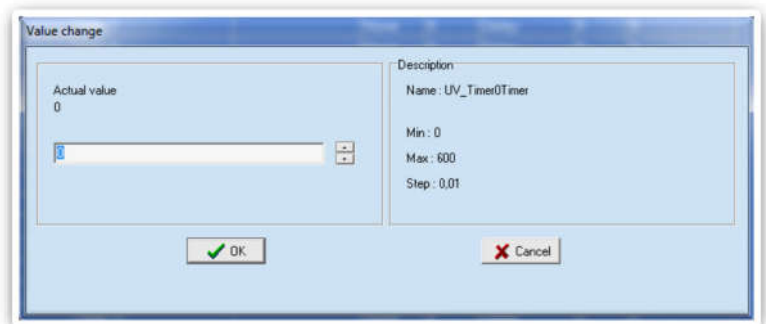 Value change
Actual value
0
0
Description
Name : UV_Timer0Timer
Min : 0
Max : 600
Step : 0,01
OK
Cancel